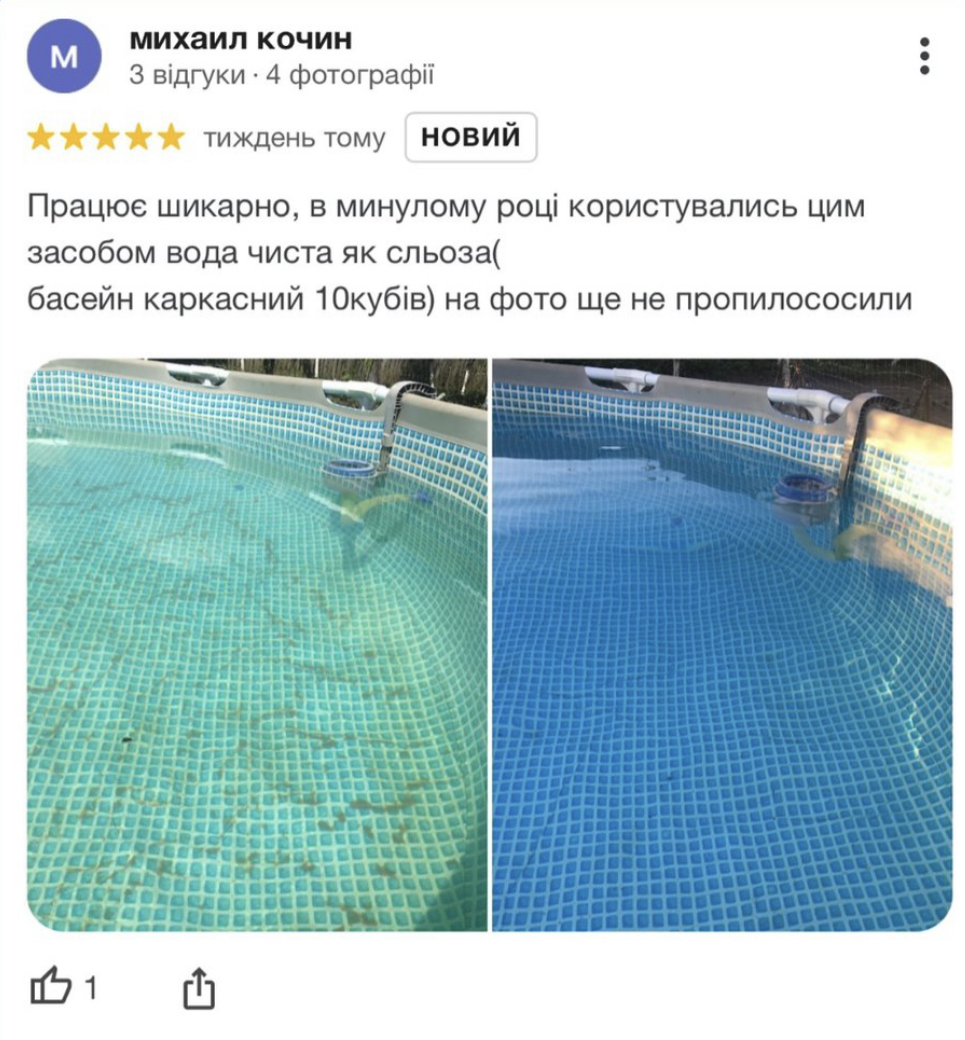 М
михаил кочин
3 відгуки · 4 фотографії
тиждень тому
НОВИЙ
Працює шикарно, в минулому році користувались цим
засобом вода чиста як сльоза(
басейн каркасний 10кубів) на фото ще не пропилососили
1